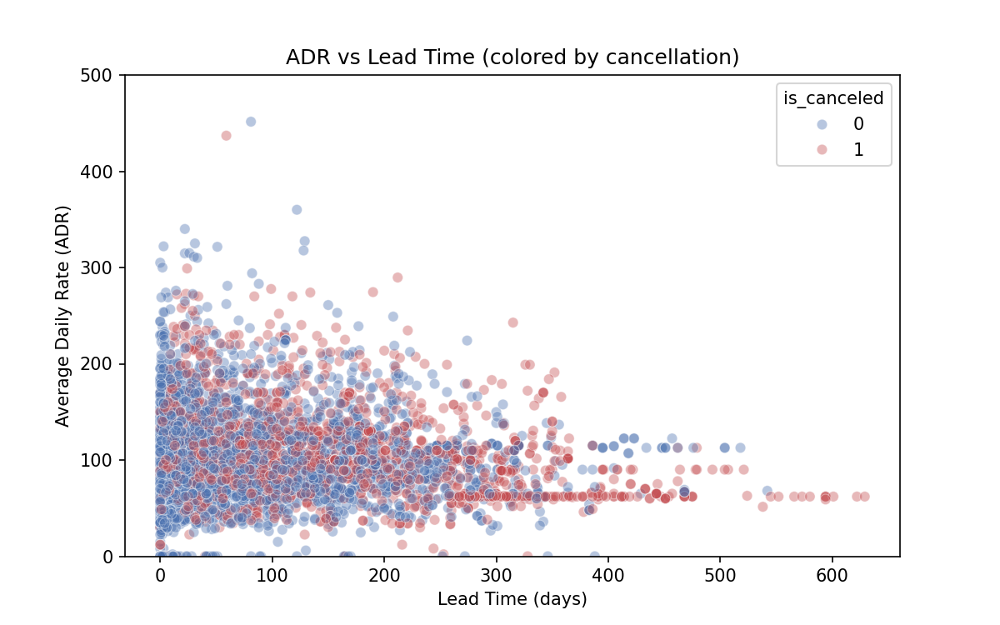 ADR vs Lead Time (colored by cancellation)
Average Daily Rate (ADR)
500
400
300
200
100
0
is_canceled
0
1
0 100 200 300 400 500 600
Lead Time (days)